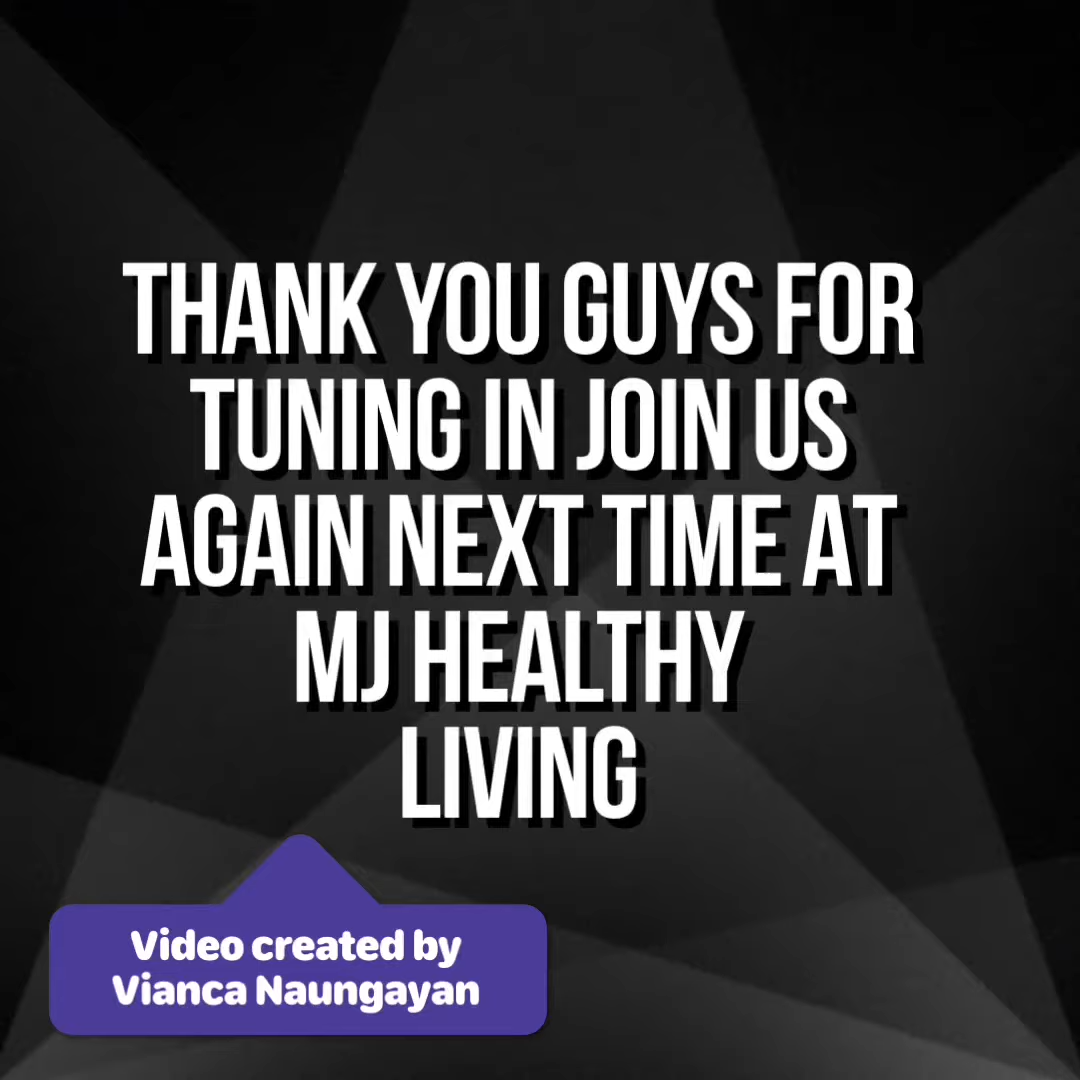 THANK YOU GUYS FOR
TUNING IN JOIN US
AGAIN NEXT TIME AT
MJ HEALTHY
LIVING
Video created by
Vianca Naungayan